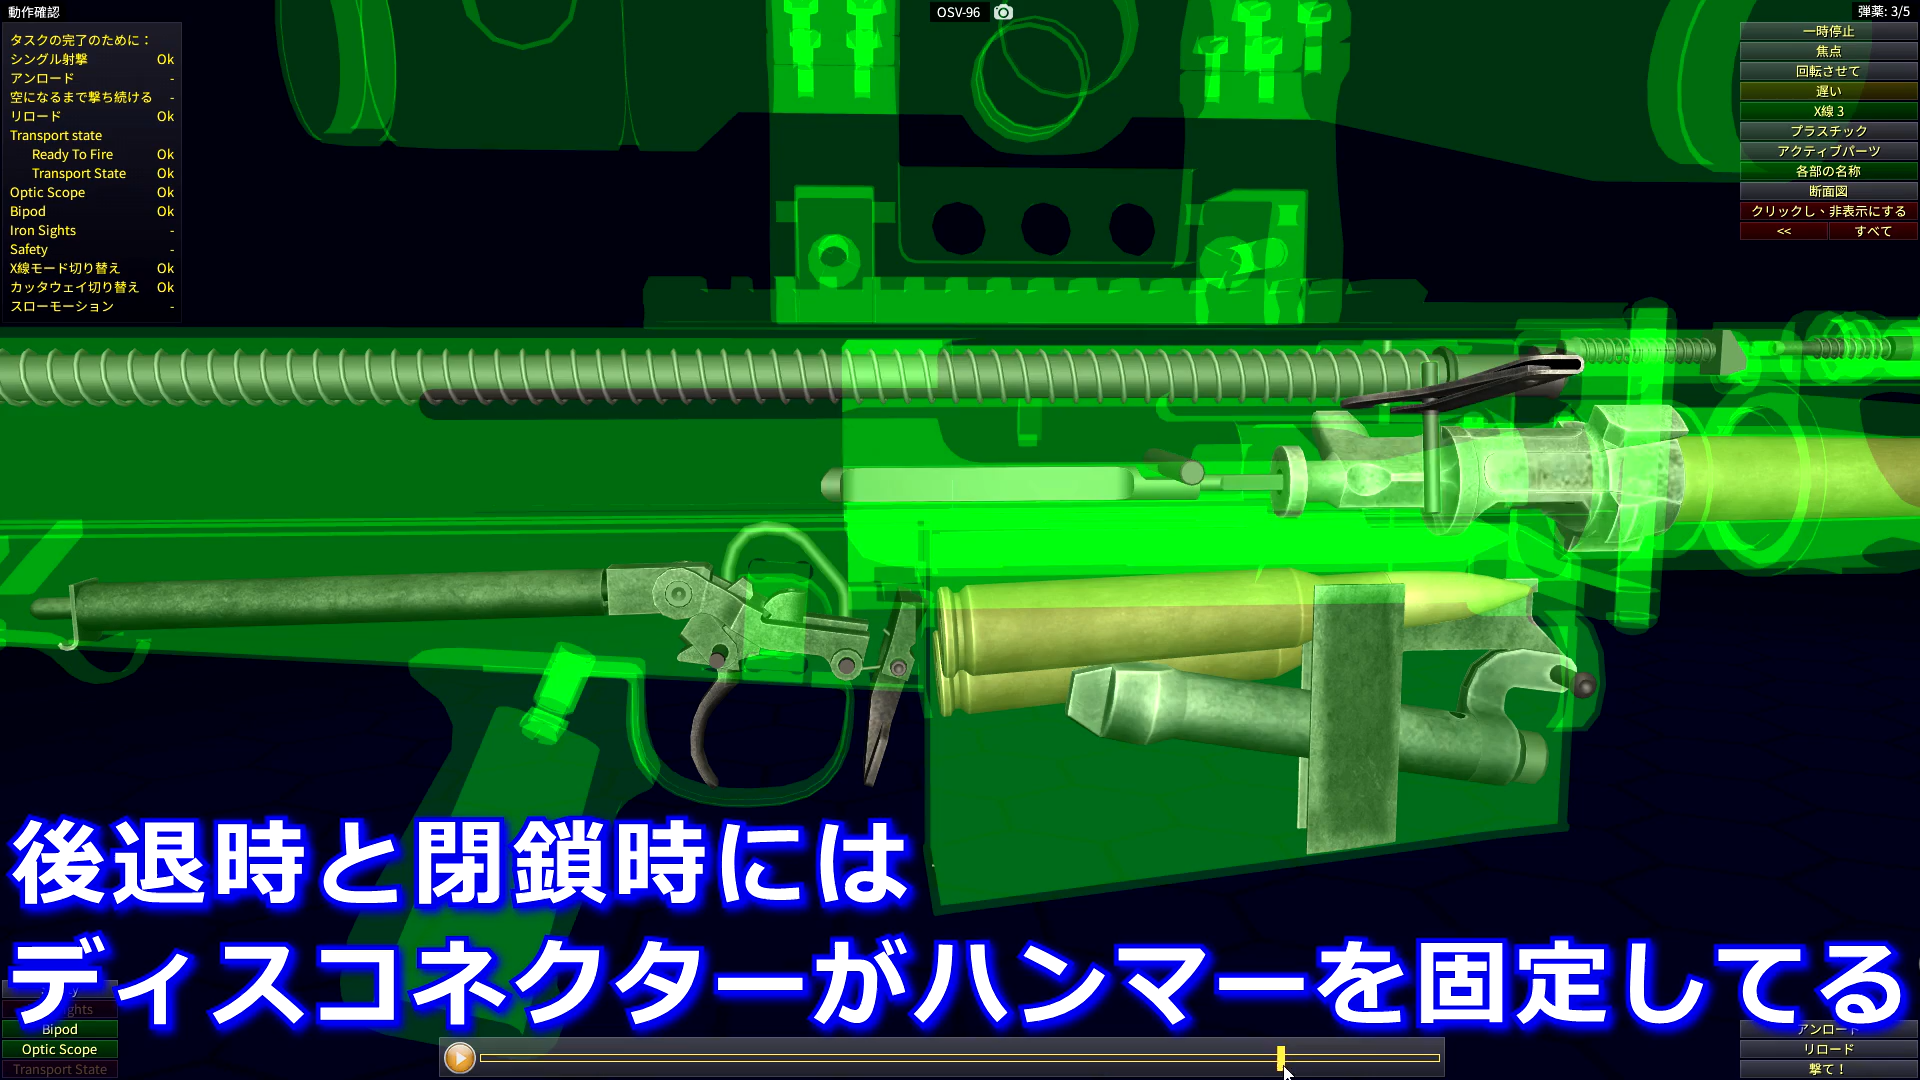 動作確認
OSV-96
弾薬: 3/5
タスクの完了のために：
シングル射撃 Ok
アンロード -
空になるまで撃ち続ける -
リロード Ok
Transport state
Ready To Fire Ok
Transport State Ok
Optic Scope Ok
Bipod Ok
Iron Sights -
Safety -
X線モード切り替え Ok
カッタウェイ切り替え Ok
スローモーション -
一時停止
焦点
回転させて
遅い
X線 3
プラスチック
アクティブパーツ
各部の名称
断面図
クリックし、非表示にする
<< すべて
後退時と閉鎖時には
ディスコネクターがハンマーを固定してる
Bipod
Optic Scope
Transport State
アンロード
リロード
撃て！